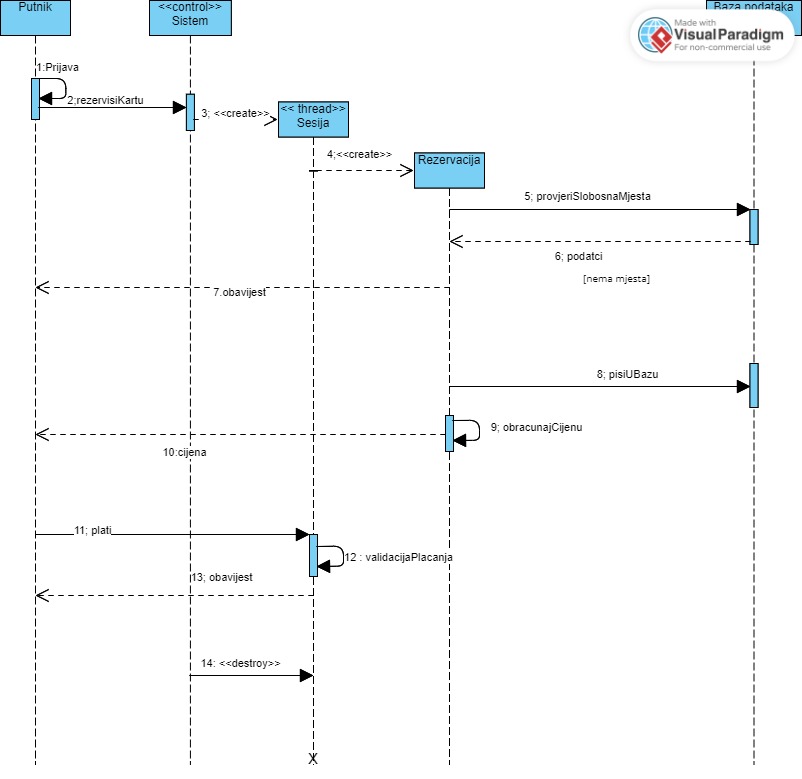 Putnik
<<control>>
Sistem
Baza podataka
Made with
VisualParadigm
For non-commercial use
1:Prijava
2;rezervisiKartu
3; <<create>>
<< thread>>
Sesija
4;<<create>>
Rezervacija
5; provjeriSlobosnaMjesta
6; podatci
[nema mjesta]
7.obavijest
8; pisiUBazu
9; obracunajCijenu
10:cijena
11; plati
12 : validacijaPlacanja
13; obavijest
14: <<destroy>>
X